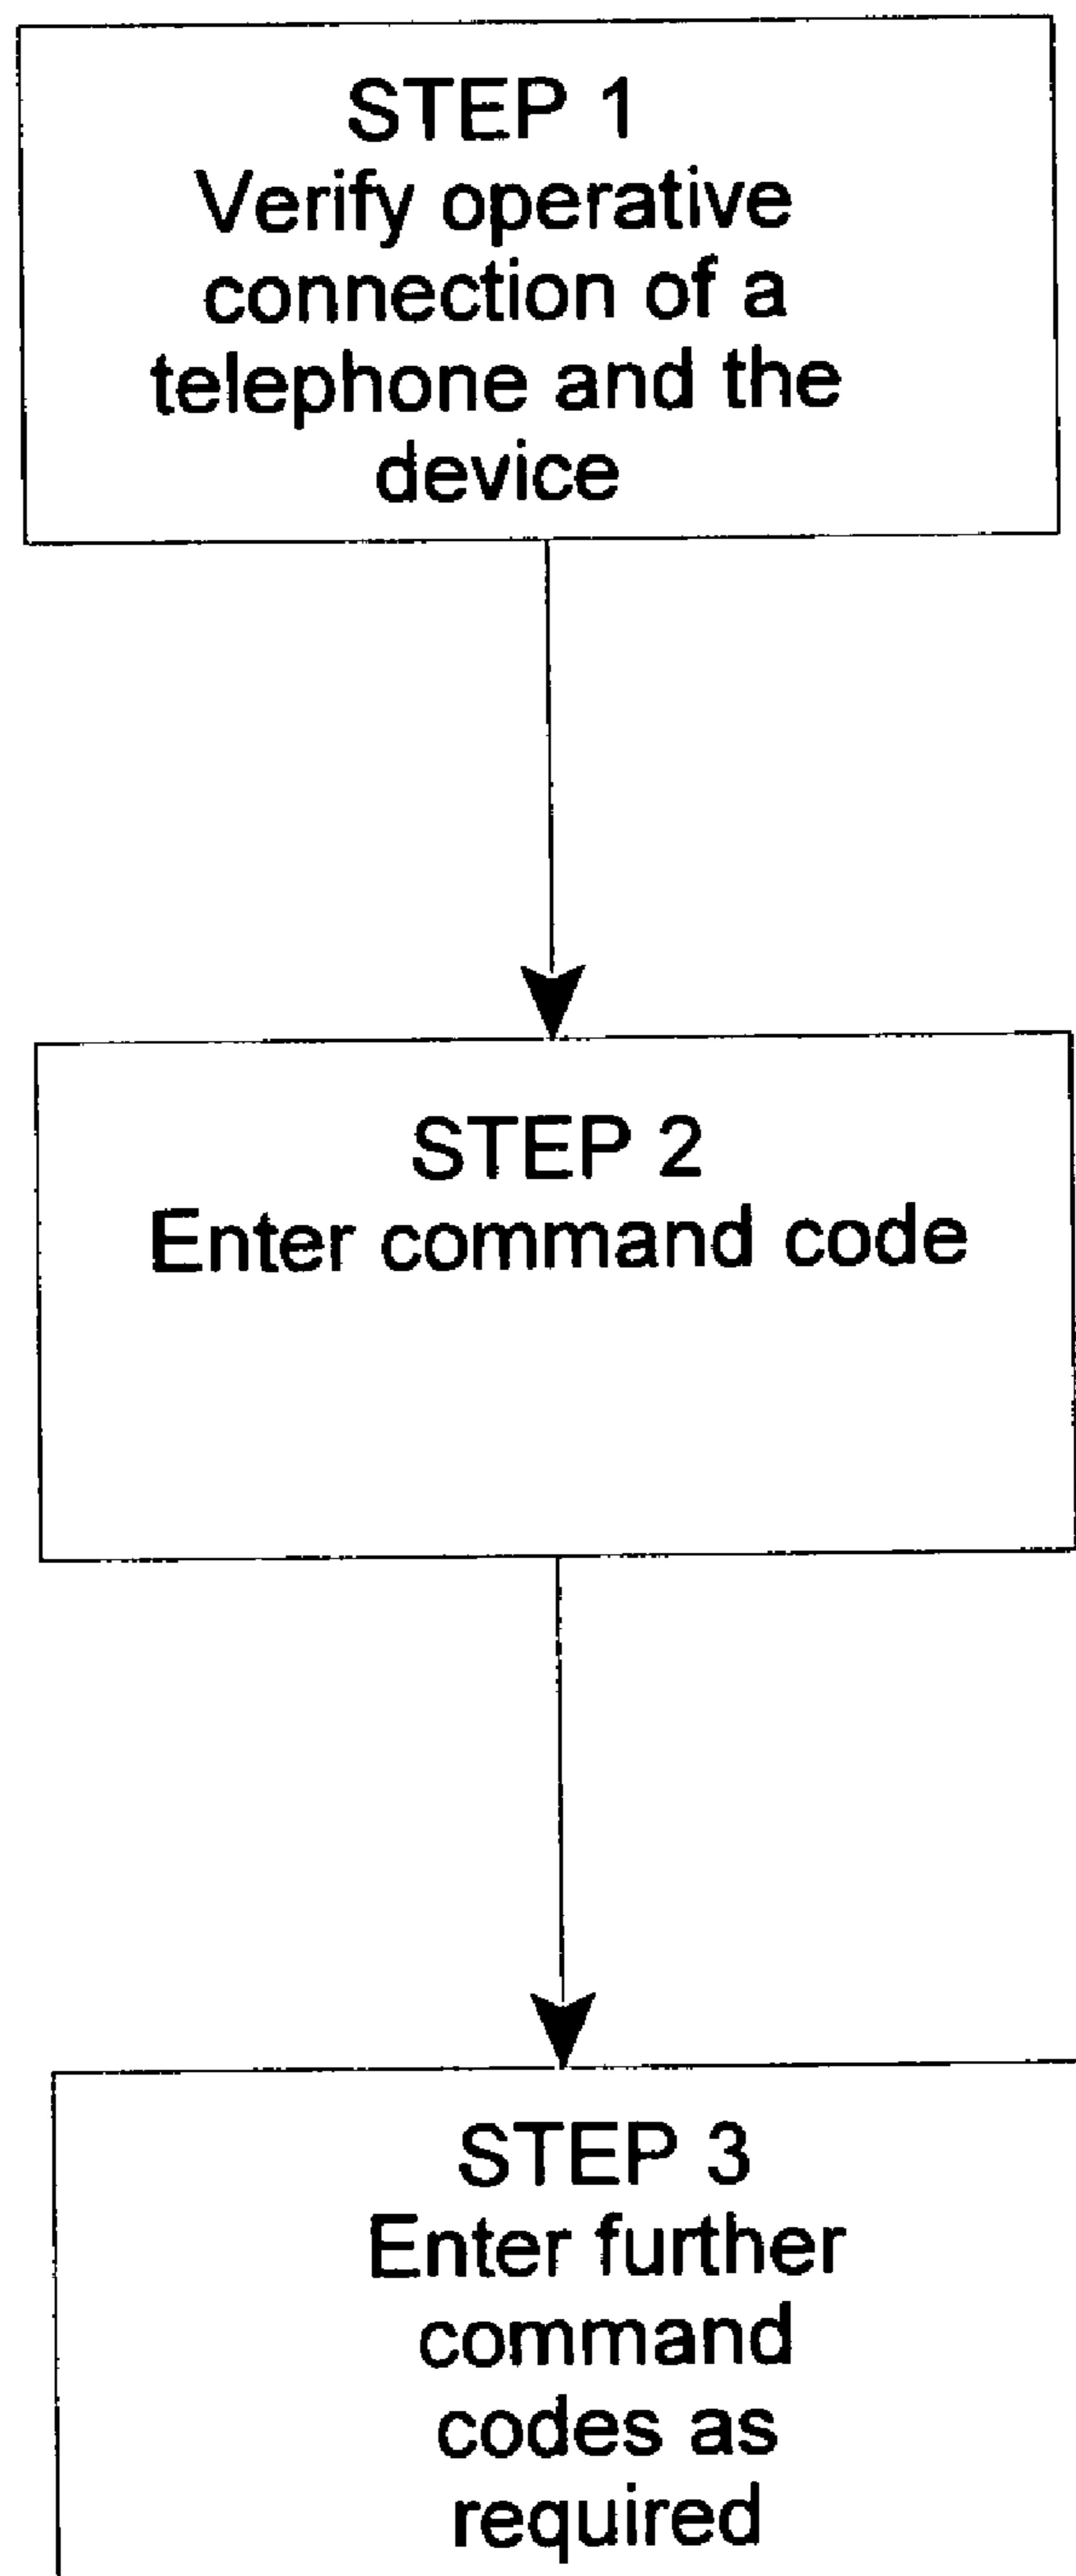 STEP 1
Verify operative
connection of a
telephone and the
device
STEP 2
Enter command code
STEP 3
Enter further
command
codes as
required